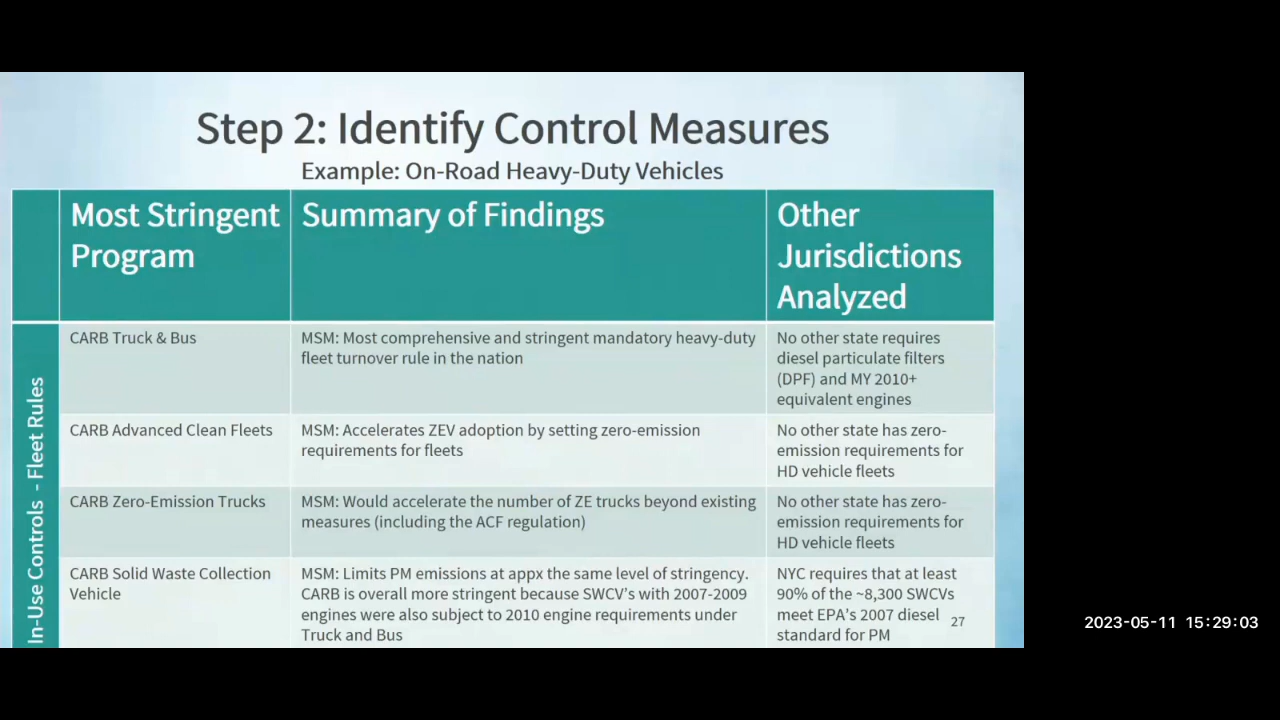 Step 2: Identify Control Measures
Example: On-Road Heavy-Duty Vehicles
Most Stringent
Program
Summary of Findings
Other
Jurisdictions
Analyzed
In-Use Controls - Fleet Rules
CARB Truck & Bus
MSM: Most comprehensive and stringent mandatory heavy-duty
fleet turnover rule in the nation
No other state requires
diesel particulate filters
(DPF) and MY 2010+
equivalent engines
CARB Advanced Clean Fleets
MSM: Accelerates ZEV adoption by setting zero-emission
requirements for fleets
No other state has zero-
emission requirements for
HD vehicle fleets
CARB Zero-Emission Trucks
MSM: Would accelerate the number of ZE trucks beyond existing
measures (including the ACF regulation)
No other state has zero-
emission requirements for
HD vehicle fleets
CARB Solid Waste Collection
Vehicle
MSM: Limits PM emissions at appx the same level of stringency.
CARB is overall more stringent because SWCV's with 2007-2009
engines were also subject to 2010 engine requirements under
Truck and Bus
NYC requires that at least
90% of the ~8,300 SWCVs
meet EPA's 2007 diesel
standard for PM
27
2023-05-11 15:29:03